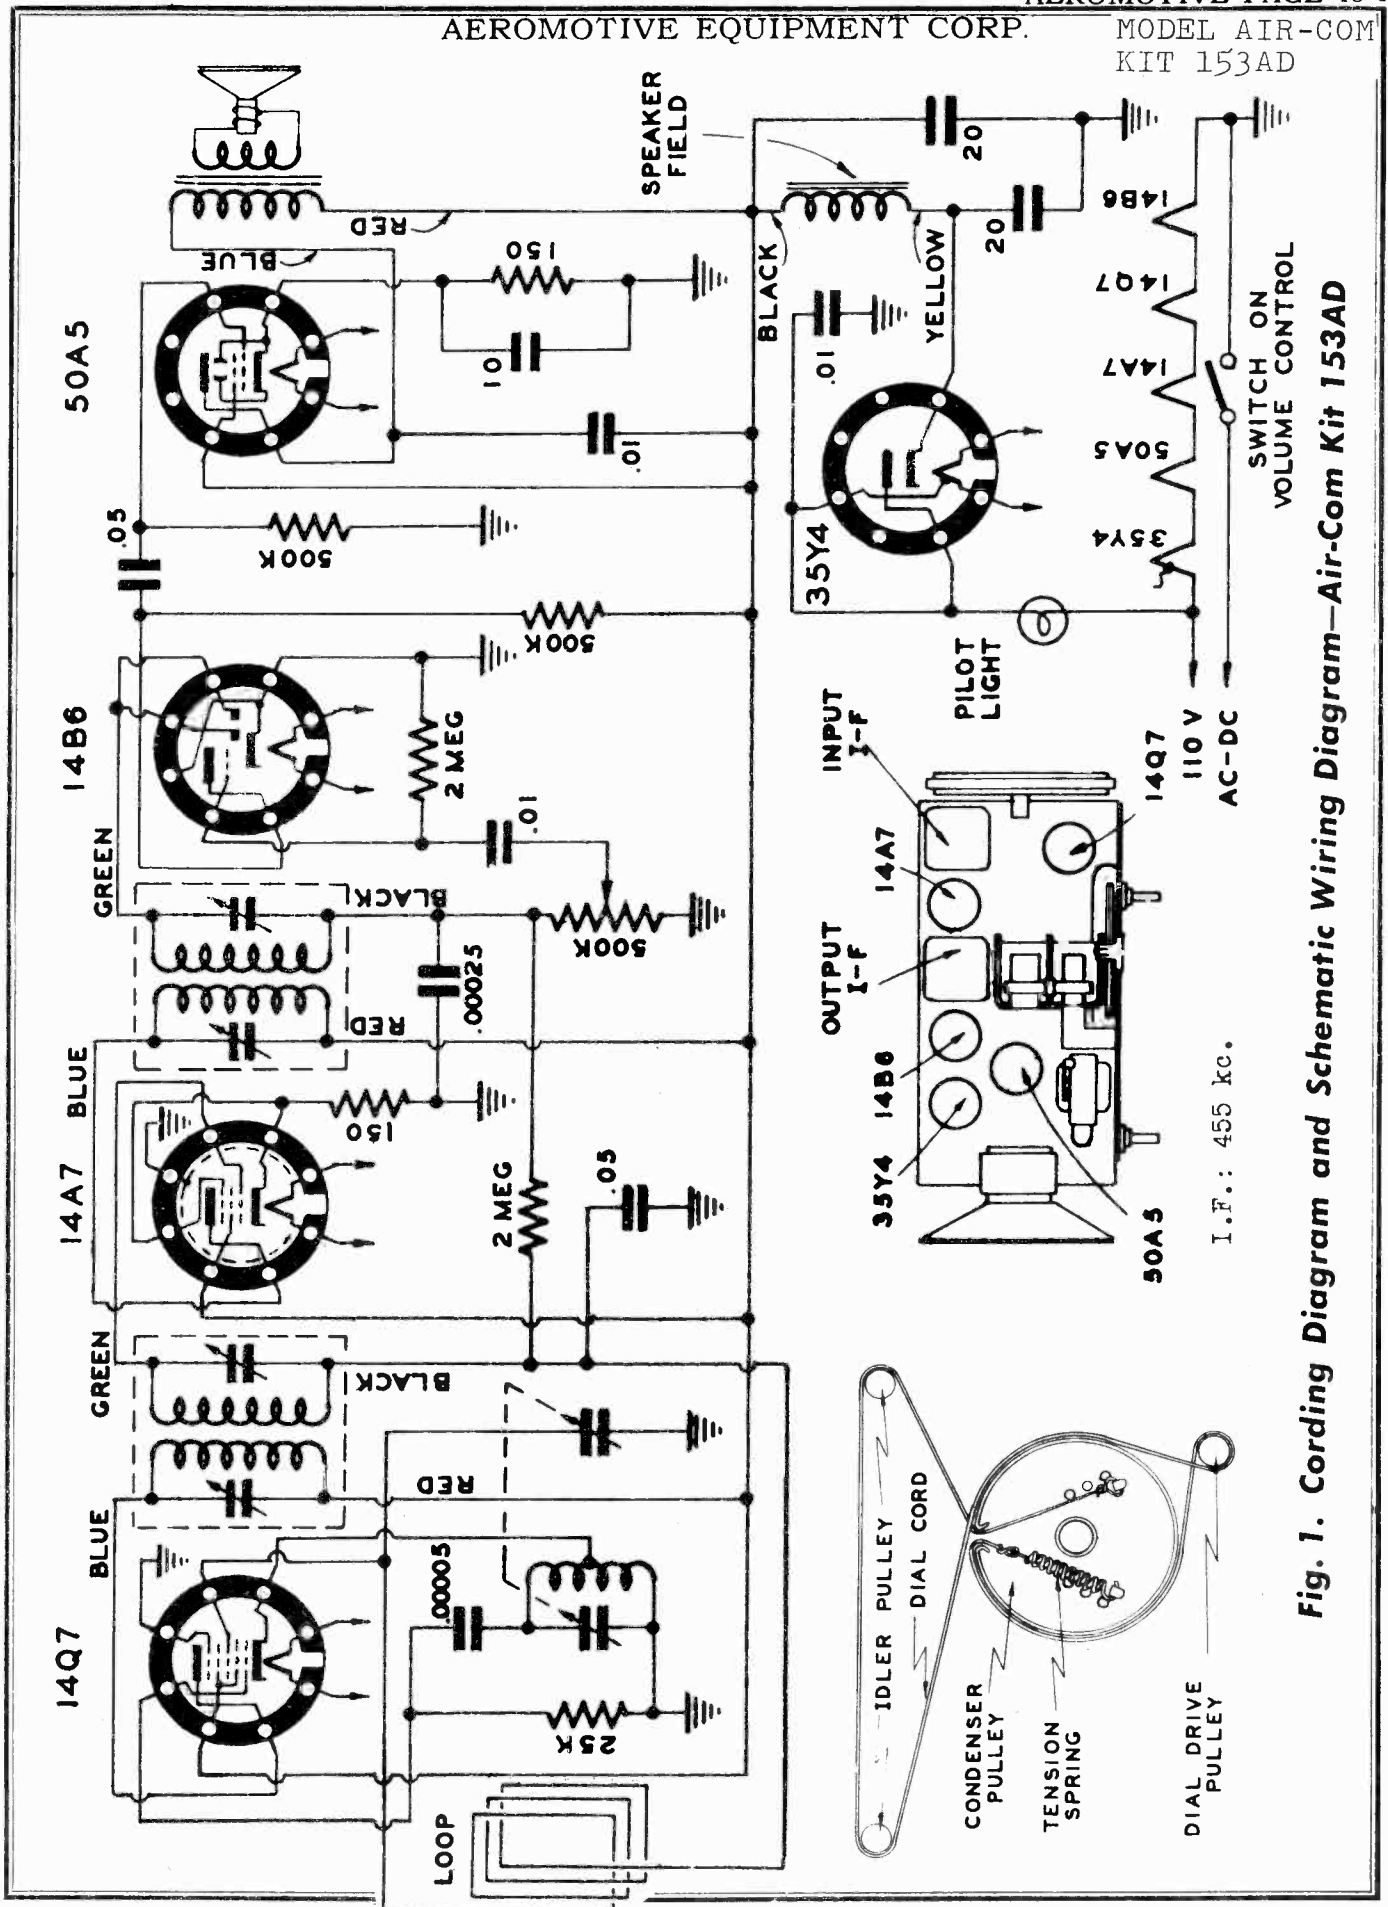 AEROMOTIVE PAGE
AEROMOTIVE EQUIPMENT CORP.
MODEL AIR-COM
KIT 153AD
50A5
14B6
14A7
14Q7
BLUE
RED
150
10
.01
.05
500K
500K
SPEAKER
FIELD
BLACK
YELLOW
20
20
.01
35Y4
PILOT
LIGHT
14B6
14Q7
14A7
50A5
35Y4
SWITCH ON
VOLUME CONTROL
110 V
AC-DC
GREEN
BLACK
2 MEG
.01
500K
.00025
RED
BLUE
150
2 MEG
.05
GREEN
BLACK
RED
BLUE
.00005
25K
LOOP
INPUT
I-F
14A7
OUTPUT
I-F
14B6
35Y4
50A5
14Q7
I.F.: 455 kc.
IDLER PULLEY
DIAL CORD
CONDENSER
PULLEY
TENSION
SPRING
DIAL DRIVE
PULLEY
Fig. 1. Cording Diagram and Schematic Wiring Diagram—Air-Com Kit 153AD